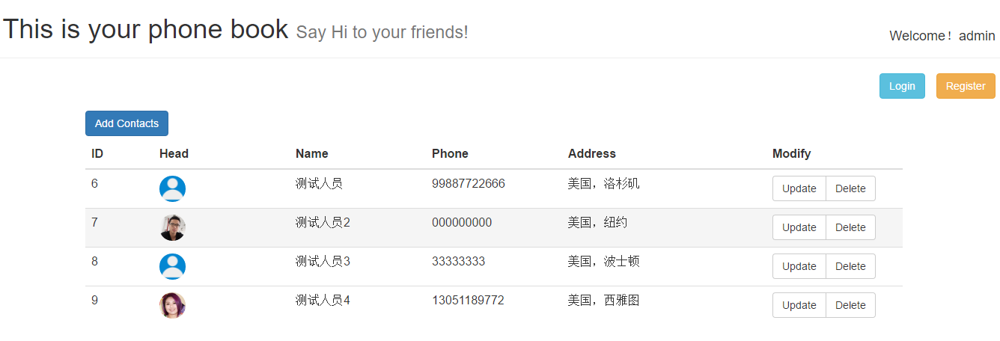 This is your phone book Say Hi to your friends!
Welcome！admin
Login Register
Add Contacts
ID Head Name Phone Address Modify
6 测试人员 99887722666 美国，洛杉矶 Update Delete
7 测试人员2 000000000 美国，纽约 Update Delete
8 测试人员3 33333333 美国，波士顿 Update Delete
9 测试人员4 13051189772 美国，西雅图 Update Delete